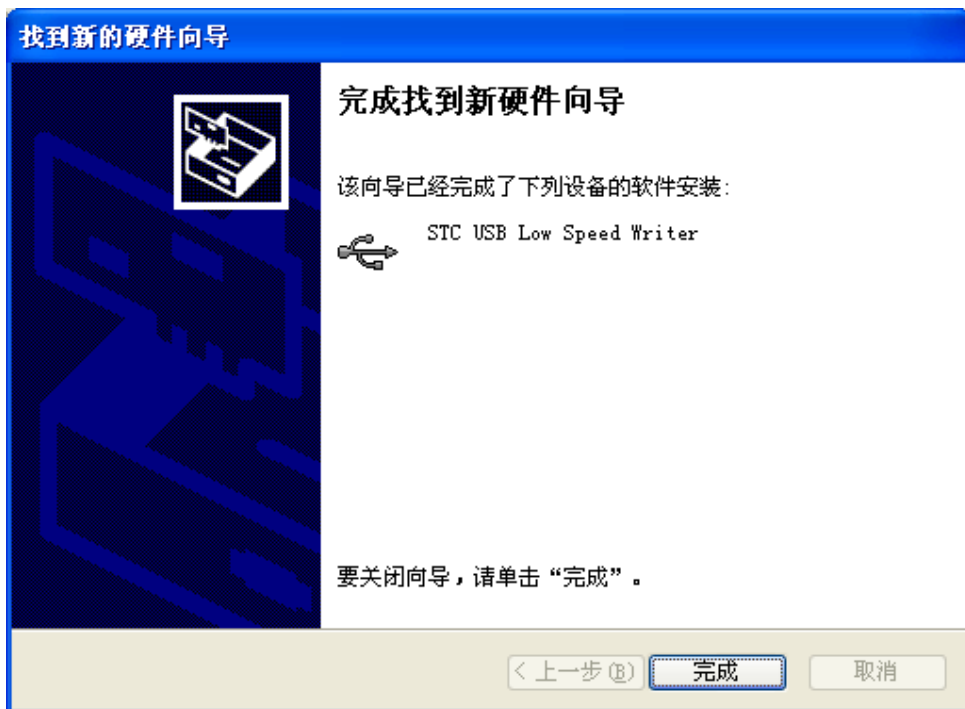 找到新的硬件向导
完成找到新硬件向导
该向导已经完成了下列设备的软件安装:
STC USB Low Speed Writer
要关闭向导，请单击“完成”。
< 上一步(B)
完成
取消